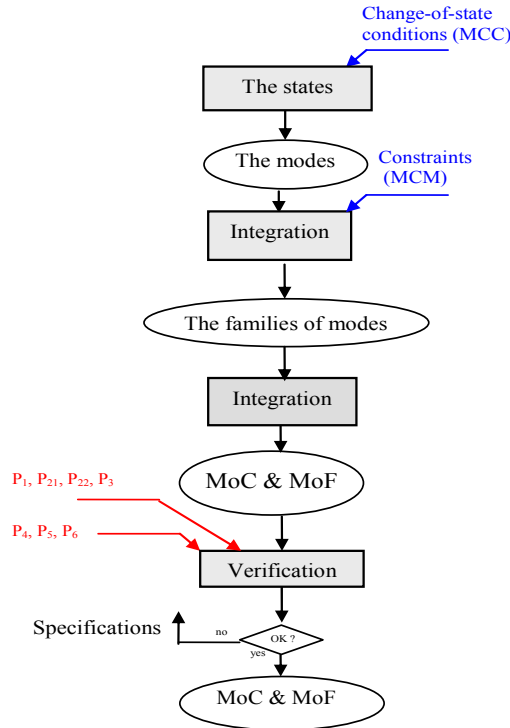 Change-of-state
conditions (MCC)
The states
The modes
Constraints
(MCM)
Integration
The families of modes
Integration
MoC & MoF
P₁, P₂₁, P₂₂, P₃
P₄, P₅, P₆
Verification
Specifications
no
OK ?
yes
MoC & MoF